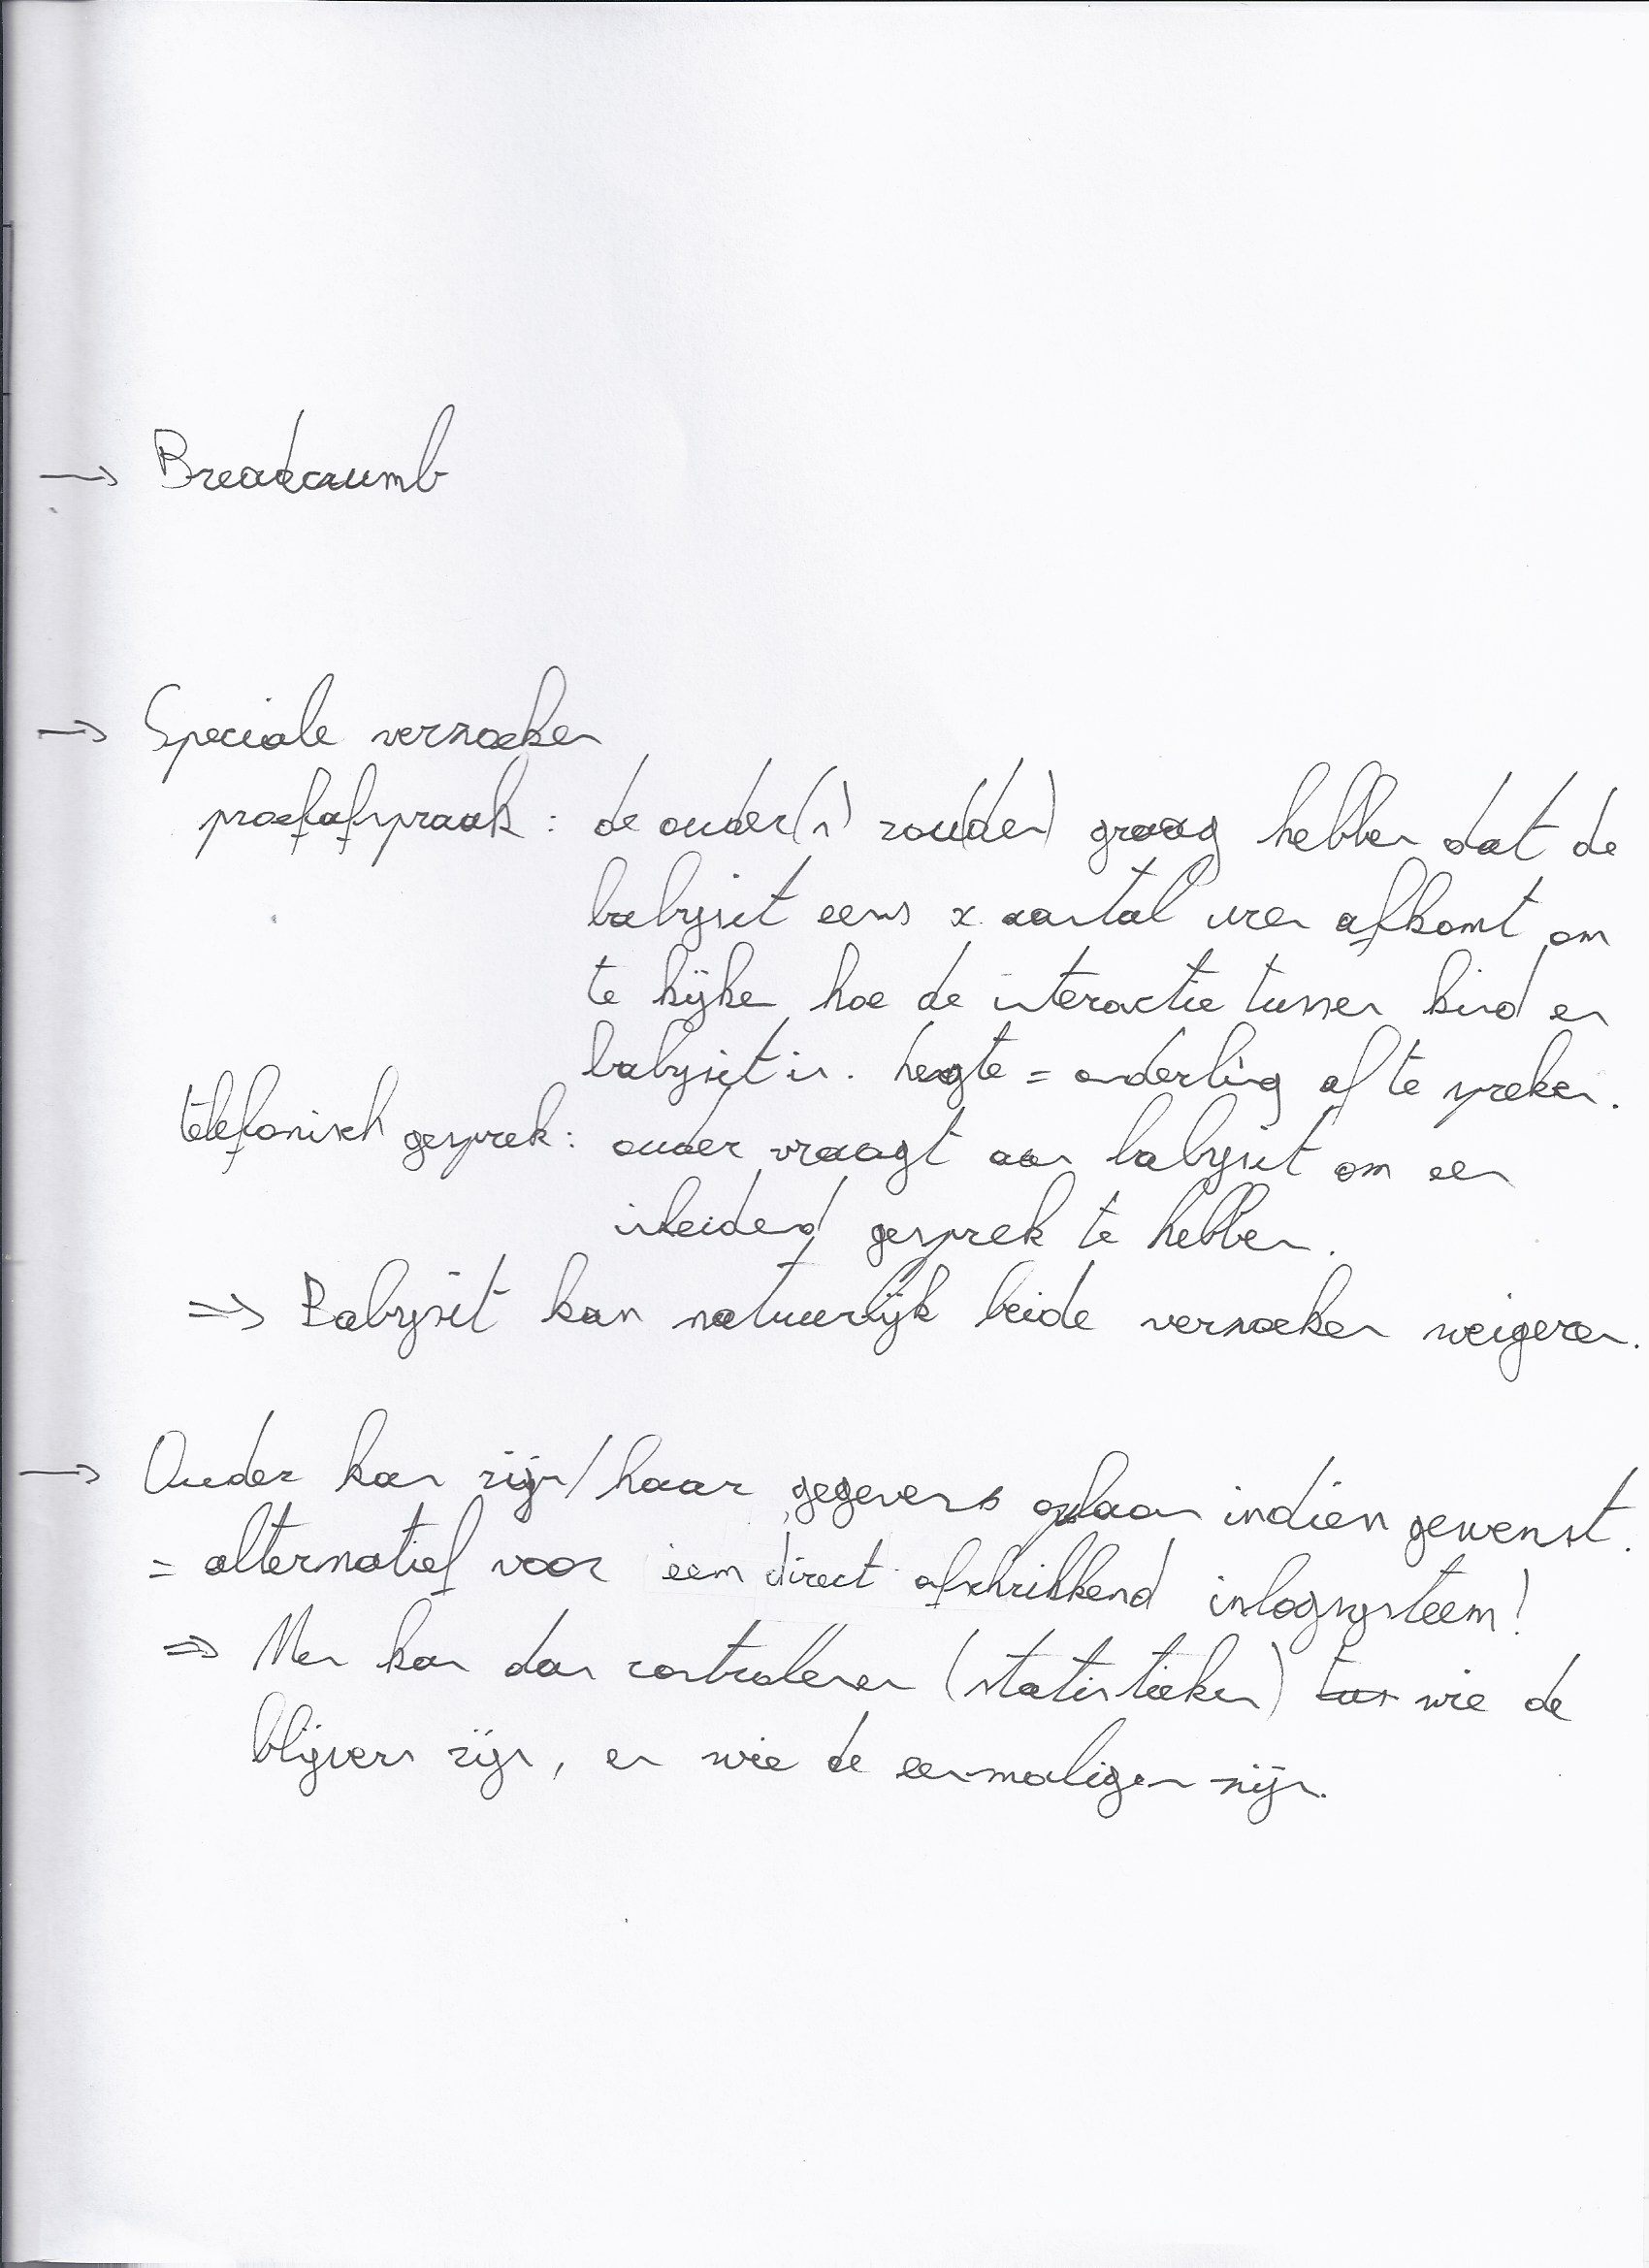 → Breadcrumb
→ Speciale verzoeken
proefafspraak : de ouder(s) zou(den) graag hebben dat de
babysit eens x aantal uren afkomt om
te kijken hoe de interactie tussen kind en
babysit is. = onderling af te spreken.
telefonisch gesprek : ouder vraagt aan babysit om een
inleidend gesprek te hebben.
=> Babysit kan natuurlijk beide verzoeken weigeren.
→ Ouder kan zijn/haar gegevens opslaan indien gewenst.
= alternatief voor een direct afschrikkend inlogsysteem!
=> Men kan dan controleren (statistieken) wie de
blijvers zijn, en wie de eenmaligen zijn.